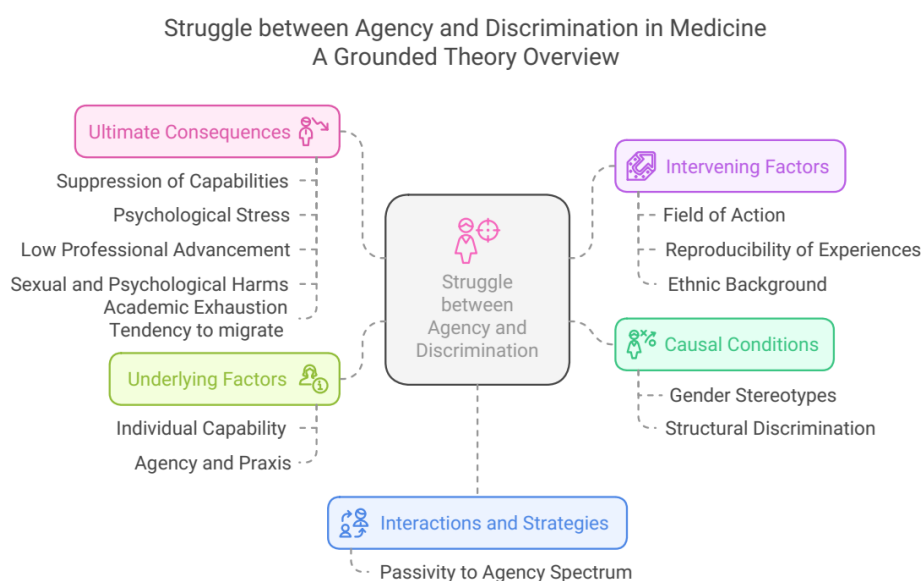 Struggle between Agency and Discrimination in Medicine
A Grounded Theory Overview
Ultimate Consequences
Suppression of Capabilities
Psychological Stress
Low Professional Advancement
Sexual and Psychological Harms
Academic Exhaustion
Tendency to migrate
Underlying Factors
Individual Capability
Agency and Praxis
Struggle
between
Agency and
Discrimination
Intervening Factors
Field of Action
Reproducibility of Experiences
Ethnic Background
Causal Conditions
Gender Stereotypes
Structural Discrimination
Interactions and Strategies
Passivity to Agency Spectrum